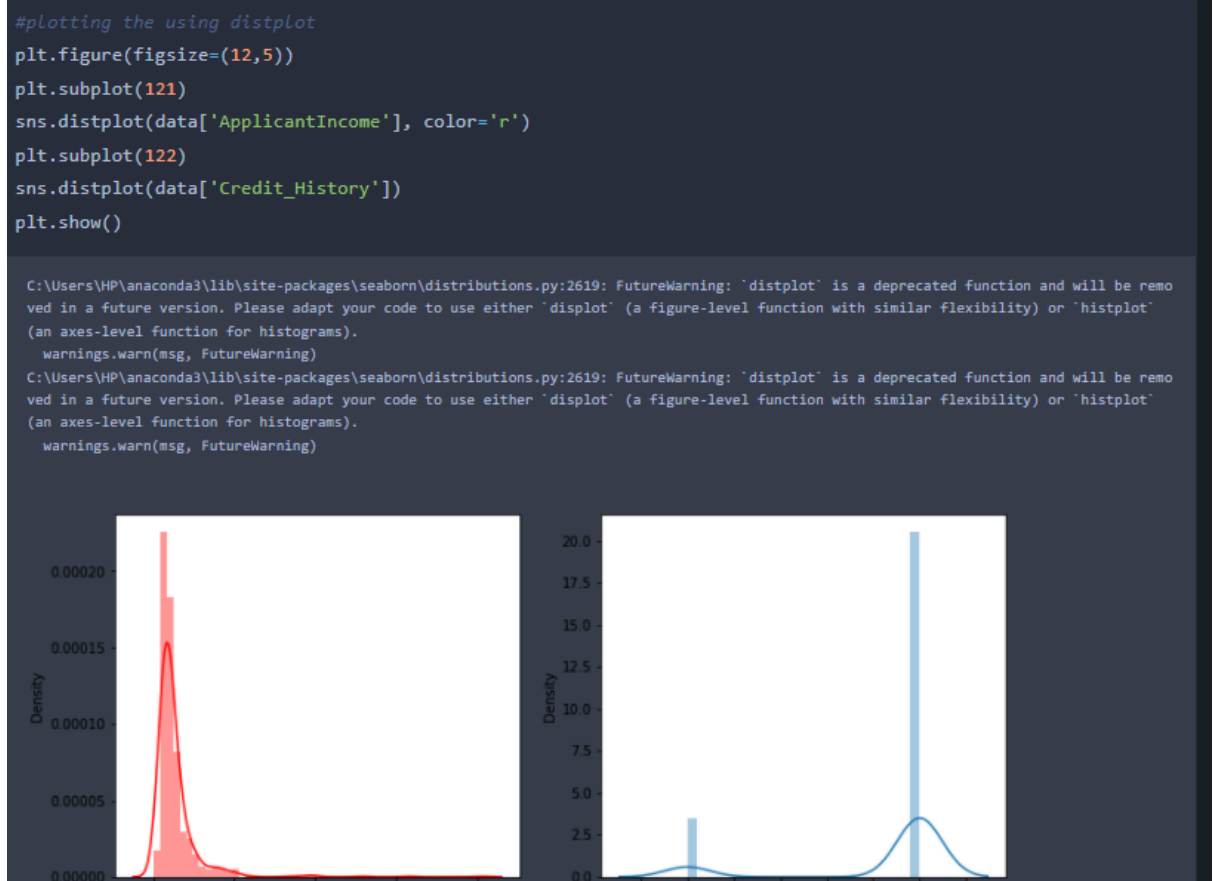 #plotting the using distplot
plt.figure(figsize=(12,5))
plt.subplot(121)
sns.distplot(data['ApplicantIncome'], color='r')
plt.subplot(122)
sns.distplot(data['Credit_History'])
plt.show()
C:\Users\HP\anaconda3\lib\site-packages\seaborn\distributions.py:2619: FutureWarning: `distplot` is a deprecated function and will be remo
ved in a future version. Please adapt your code to use either `displot` (a figure-level function with similar flexibility) or `histplot`
(an axes-level function for histograms).
  warnings.warn(msg, FutureWarning)
C:\Users\HP\anaconda3\lib\site-packages\seaborn\distributions.py:2619: FutureWarning: `distplot` is a deprecated function and will be remo
ved in a future version. Please adapt your code to use either `displot` (a figure-level function with similar flexibility) or `histplot`
(an axes-level function for histograms).
  warnings.warn(msg, FutureWarning)
0.00020
0.00015
Density
0.00010
0.00005
0.00000
20.0
17.5
15.0
12.5
Density
10.0
7.5
5.0
2.5
0.0